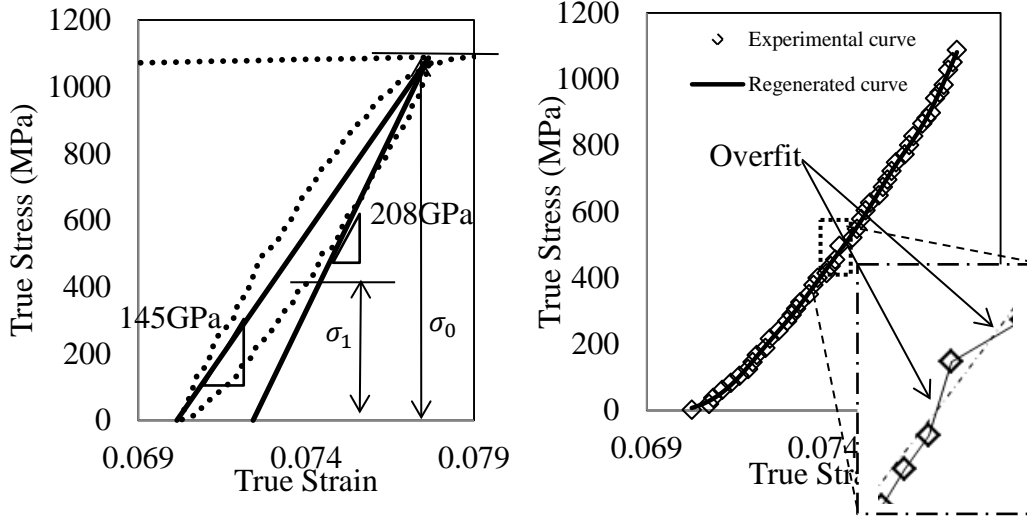 1200
1000
800
600
400
200
0
True Stress (MPa)
208GPa
145GPa
σ₁
σ₀
0.069
0.074
0.079
True Strain
1200
1000
800
600
400
200
0
True Stress (MPa)
Experimental curve
Regenerated curve
Overfit
0.069
0.074
True Str